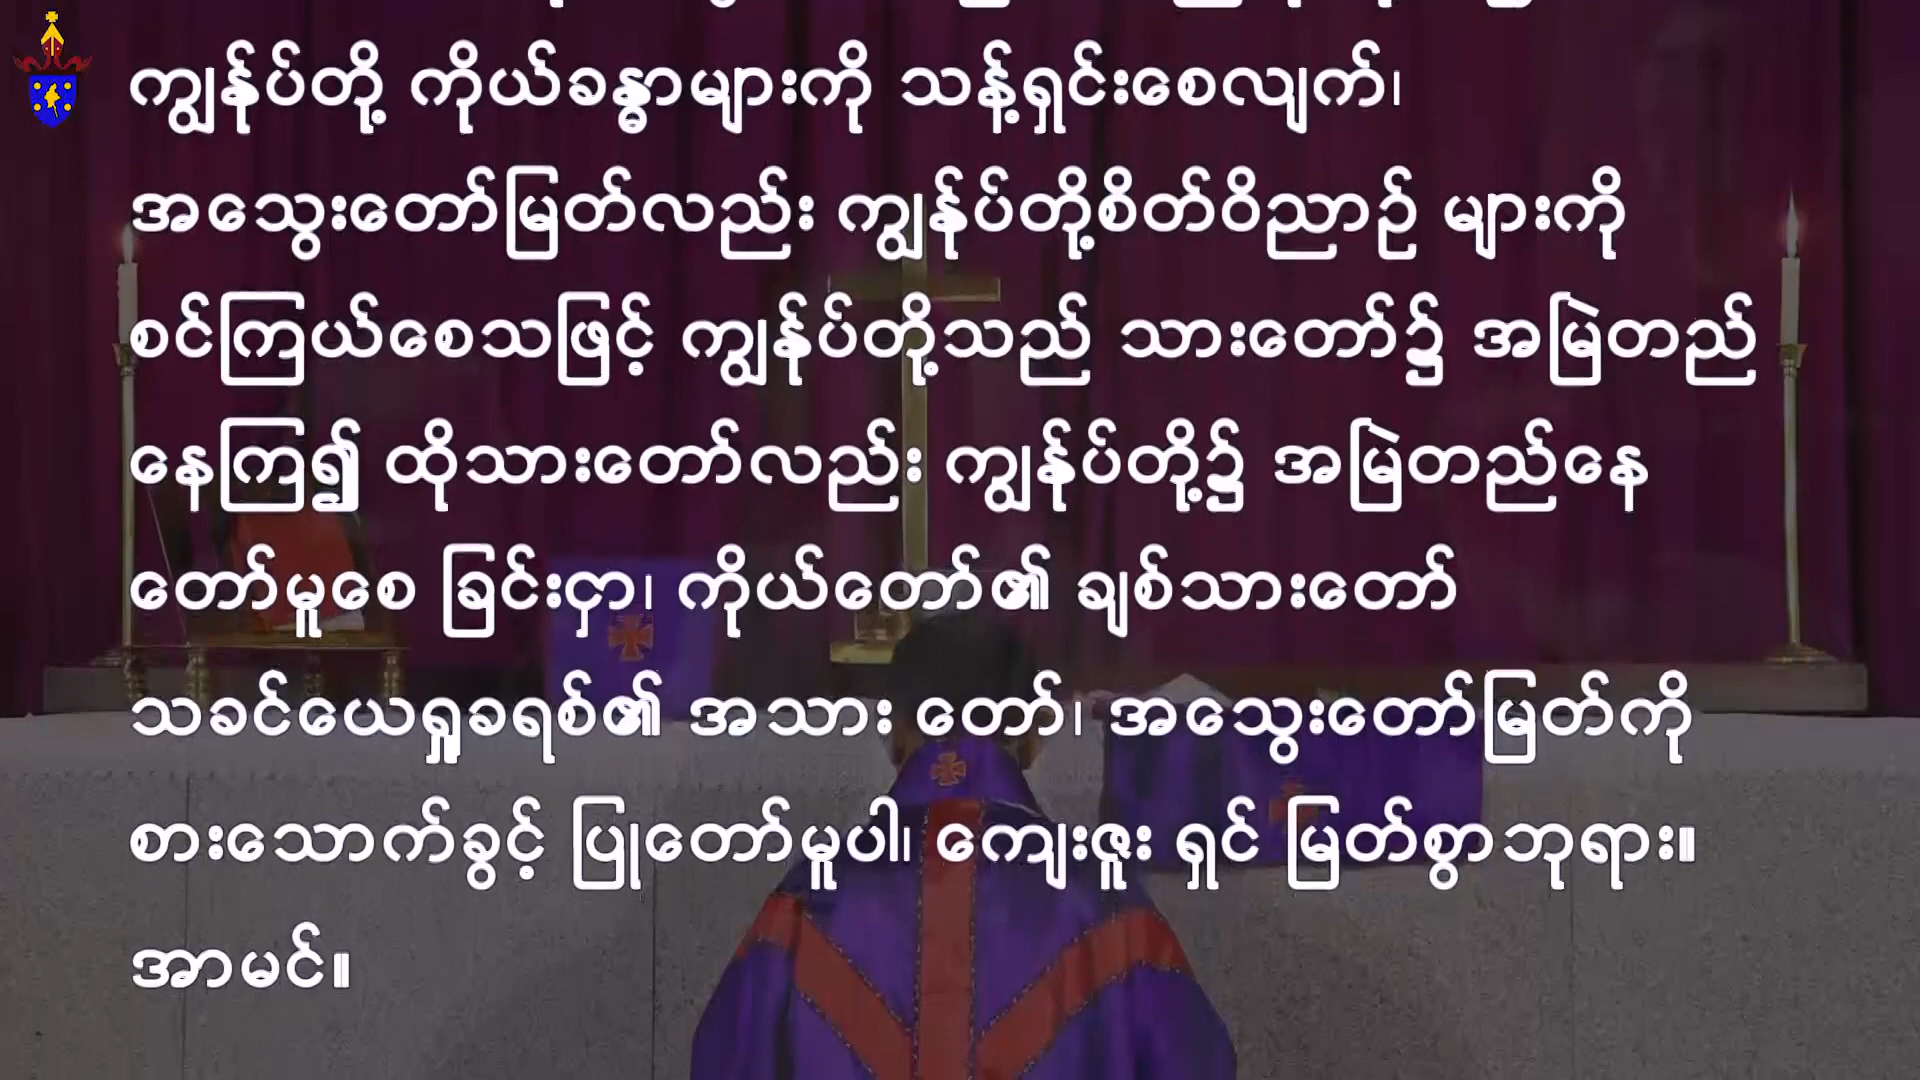 ကျွန်ုပ်တို့ ကိုယ်ခန္ဓာများကို သန့်ရှင်းစေလျက်၊
အသွေးတော်မြတ်လည်း ကျွန်ုပ်တို့စိတ်ဝိညာဉ် များကို
စင်ကြယ်စေသဖြင့် ကျွန်ုပ်တို့သည် သားတော်၌ အမြဲတည်
နေကြ၍ ထိုသားတော်လည်း ကျွန်ုပ်တို့၌ အမြဲတည်နေ
တော်မူစေ ခြင်းငှာ၊ ကိုယ်တော်၏ ချစ်သားတော်
သခင်ယေရှုခရစ်၏ အသား တော်၊ အသွေးတော်မြတ်ကို
စားသောက်ခွင့် ပြုတော်မူပါ၊ ကျေးဇူး ရှင် မြတ်စွာဘုရား။
အာမင်။